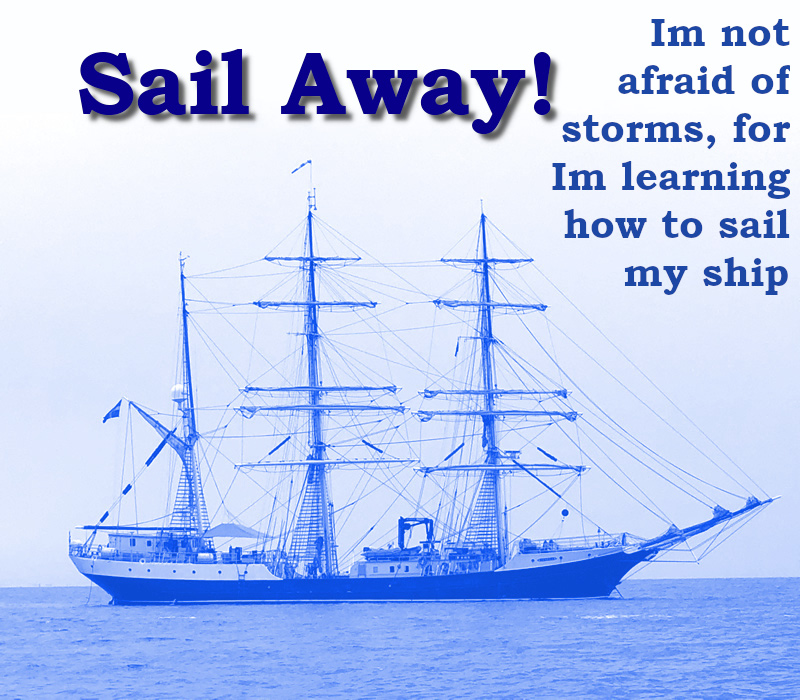 Sail Away!
Im not
afraid of
storms, for
Im learning
how to sail
my ship